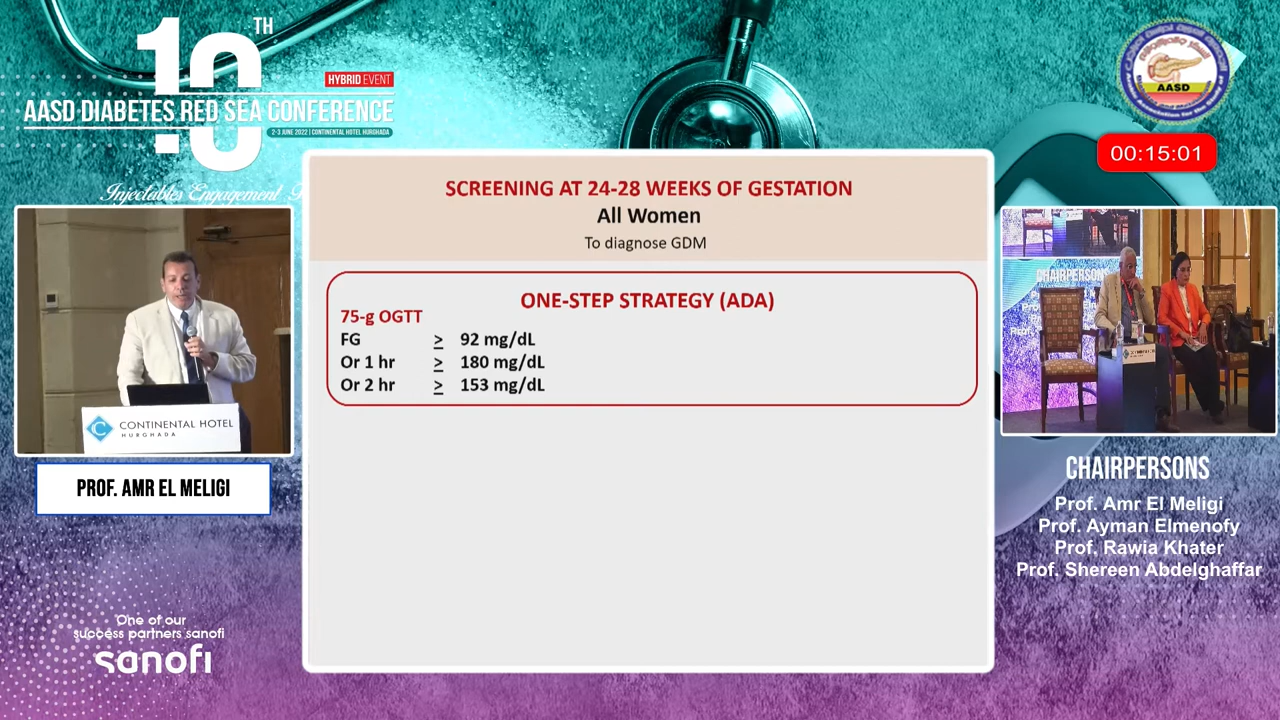 10TH
HYBRID EVENT
AASD DIABETES RED SEA CONFERENCE
2-3 JUNE 2022 | CONTINENTAL HOTEL HURGHADA
Injectables Engagement
AASD
00:15:01
SCREENING AT 24-28 WEEKS OF GESTATION
All Women
To diagnose GDM
ONE-STEP STRATEGY (ADA)
75-g OGTT
FG ≥ 92 mg/dL
Or 1 hr ≥ 180 mg/dL
Or 2 hr ≥ 153 mg/dL
CONTINENTAL HOTEL
HURGHADA
PROF. AMR EL MELIGI
CHAIRPERSONS
CHAIRPERSONS
Prof. Amr El Meligi
Prof. Ayman Elmenofy
Prof. Rawia Khater
Prof. Shereen Abdelghaffar
One of our
success partners sanofi
sanofi